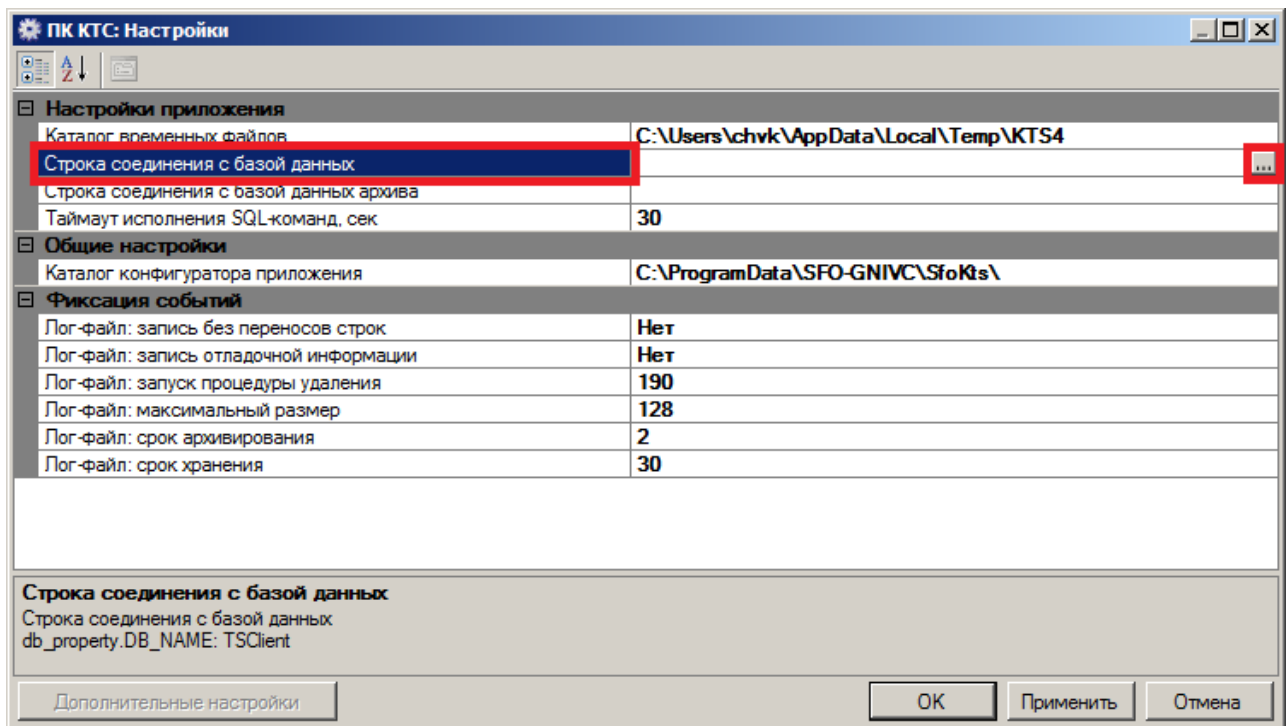 ПК КТС: Настройки
Настройки приложения
Каталог временных файлов C:\Users\chvk\AppData\Local\Temp\KTS4
Строка соединения с базой данных ...
Строка соединения с базой данных архива
Таймаут исполнения SQL-команд, сек 30
Общие настройки
Каталог конфигуратора приложения C:\ProgramData\SFO-GNIVC\SfoKts\
Фиксация событий
Лог-файл: запись без переносов строк Нет
Лог-файл: запись отладочной информации Нет
Лог-файл: запуск процедуры удаления 190
Лог-файл: максимальный размер 128
Лог-файл: срок архивирования 2
Лог-файл: срок хранения 30
Строка соединения с базой данных
Строка соединения с базой данных
db_property.DB_NAME: TSClient
Дополнительные настройки OK Применить Отмена